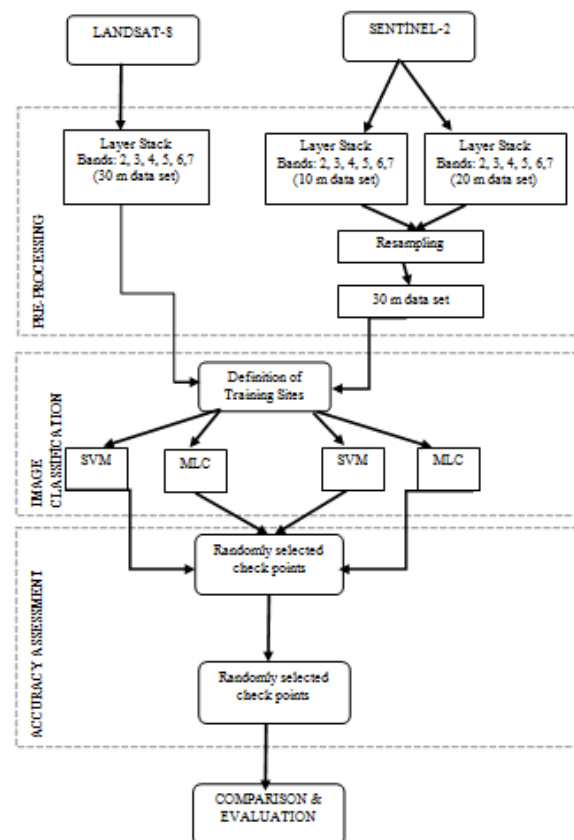 LANDSAT-8
SENTİNEL-2
PRE-PROCESSING
Layer Stack
Bands: 2, 3, 4, 5, 6,7
(30 m data set)
Layer Stack
Bands: 2, 3, 4, 5, 6,7
(10 m data set)
Layer Stack
Bands: 2, 3, 4, 5, 6,7
(20 m data set)
Resampling
30 m data set
IMAGE
CLASSIFICATION
Definition of
Training Sites
SVM
MLC
SVM
MLC
ACCURACY ASSESSMENT
Randomly selected
check points
Randomly selected
check points
COMPARISON &
EVALUATION